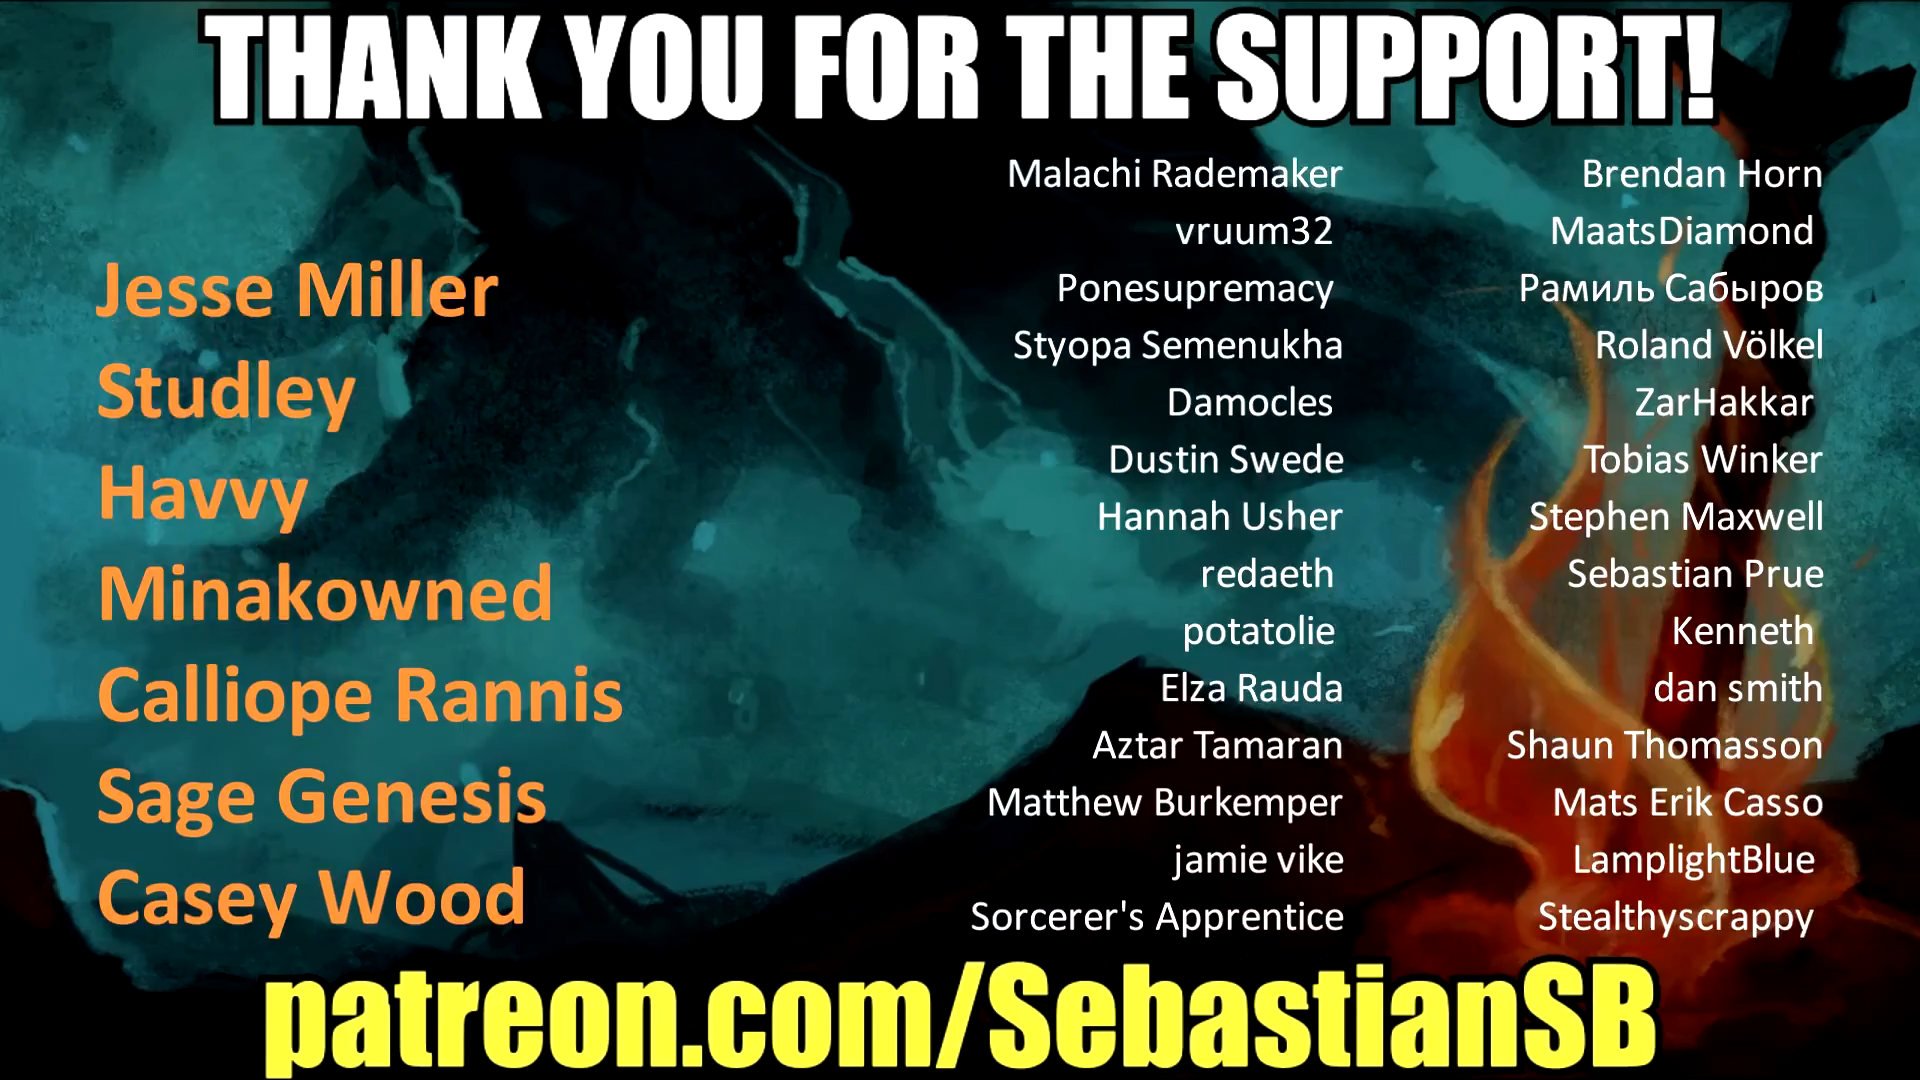 THANK YOU FOR THE SUPPORT!
Jesse Miller
Studley
Havvy
Minakowned
Calliope Rannis
Sage Genesis
Casey Wood
Malachi Rademaker
vruum32
Ponesupremacy
Styopa Semenukha
Damocles
Dustin Swede
Hannah Usher
redaeth
potatolie
Elza Rauda
Aztar Tamaran
Matthew Burkemper
jamie vike
Sorcerer's Apprentice
Brendan Horn
MaatsDiamond
Рамиль Сабыров
Roland Völkel
ZarHakkar
Tobias Winker
Stephen Maxwell
Sebastian Prue
Kenneth
dan smith
Shaun Thomasson
Mats Erik Casso
LamplightBlue
Stealthyscrappy
patreon.com/SebastianSB